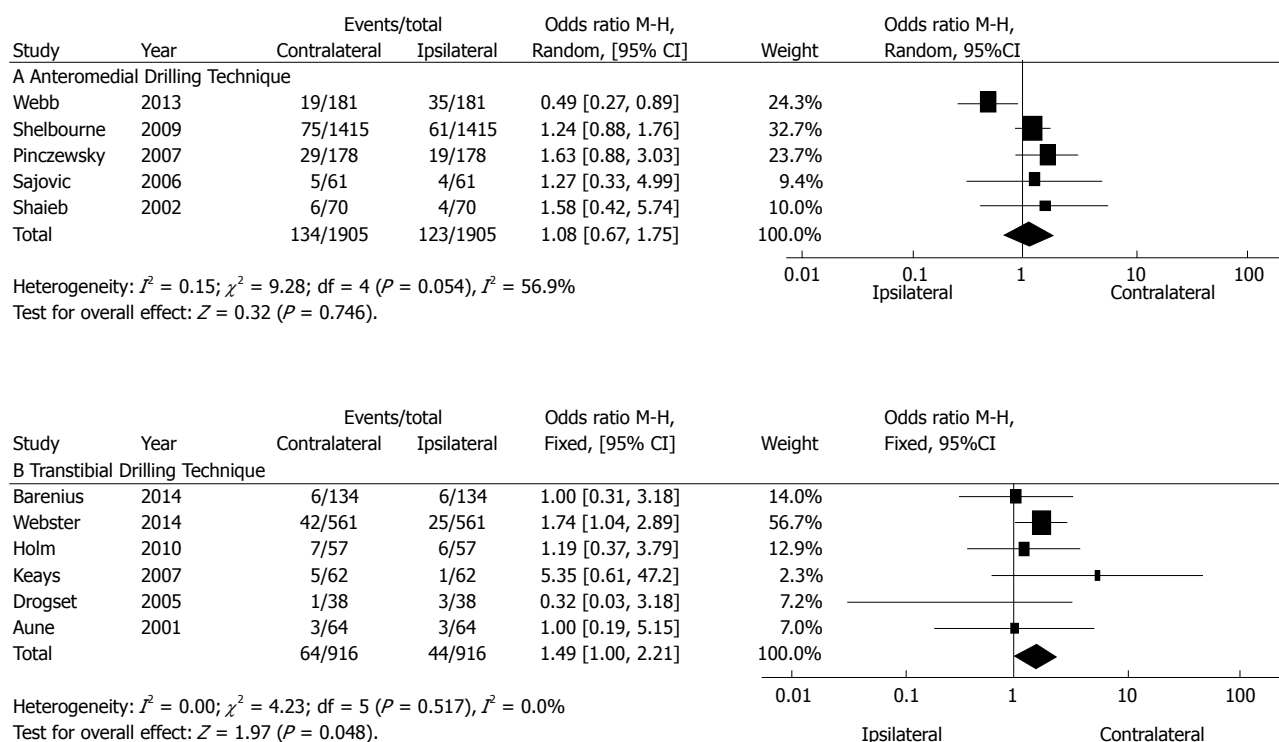 Events/total Odds ratio M-H, Odds ratio M-H,
Study Year Contralateral Ipsilateral Random, [95% CI] Weight Random, 95%CI
A Anteromedial Drilling Technique
Webb 2013 19/181 35/181 0.49 [0.27, 0.89] 24.3%
Shelbourne 2009 75/1415 61/1415 1.24 [0.88, 1.76] 32.7%
Pinczewsky 2007 29/178 19/178 1.63 [0.88, 3.03] 23.7%
Sajovic 2006 5/61 4/61 1.27 [0.33, 4.99] 9.4%
Shaieb 2002 6/70 4/70 1.58 [0.42, 5.74] 10.0%
Total 134/1905 123/1905 1.08 [0.67, 1.75] 100.0%
0.01 0.1 1 10 100
Ipsilateral Contralateral
Heterogeneity: I² = 0.15; χ² = 9.28; df = 4 (P = 0.054), I² = 56.9%
Test for overall effect: Z = 0.32 (P = 0.746).
Events/total Odds ratio M-H, Odds ratio M-H,
Study Year Contralateral Ipsilateral Fixed, [95% CI] Weight Fixed, 95%CI
B Transtibial Drilling Technique
Barenius 2014 6/134 6/134 1.00 [0.31, 3.18] 14.0%
Webster 2014 42/561 25/561 1.74 [1.04, 2.89] 56.7%
Holm 2010 7/57 6/57 1.19 [0.37, 3.79] 12.9%
Keays 2007 5/62 1/62 5.35 [0.61, 47.2] 2.3%
Drogset 2005 1/38 3/38 0.32 [0.03, 3.18] 7.2%
Aune 2001 3/64 3/64 1.00 [0.19, 5.15] 7.0%
Total 64/916 44/916 1.49 [1.00, 2.21] 100.0%
0.01 0.1 1 10 100
Heterogeneity: I² = 0.00; χ² = 4.23; df = 5 (P = 0.517), I² = 0.0%
Test for overall effect: Z = 1.97 (P = 0.048).
Ipsilateral Contralateral